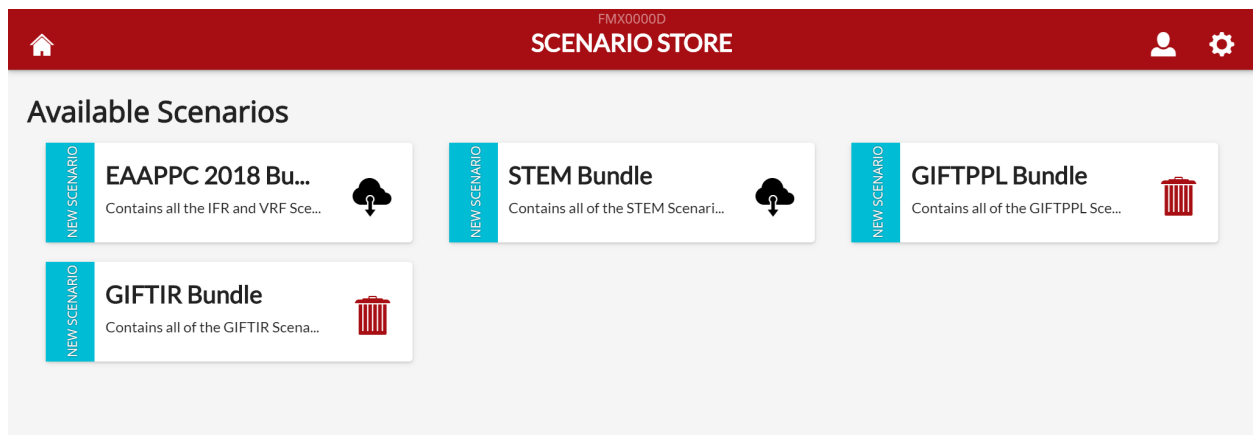 FMX0000D
SCENARIO STORE
Available Scenarios
NEW SCENARIO
EAAPPC 2018 Bu...
Contains all the IFR and VRF Sce...
NEW SCENARIO
STEM Bundle
Contains all of the STEM Scenari...
NEW SCENARIO
GIFTPPL Bundle
Contains all of the GIFTPPL Sce...
NEW SCENARIO
GIFTIR Bundle
Contains all of the GIFTIR Scena...